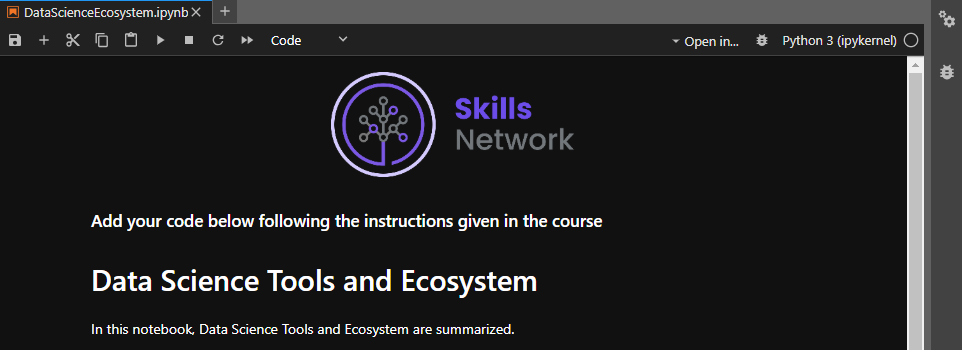 DataScienceEcosystem.ipynb
Code
Open in...
Python 3 (ipykernel)
Skills
Network
Add your code below following the instructions given in the course
Data Science Tools and Ecosystem
In this notebook, Data Science Tools and Ecosystem are summarized.